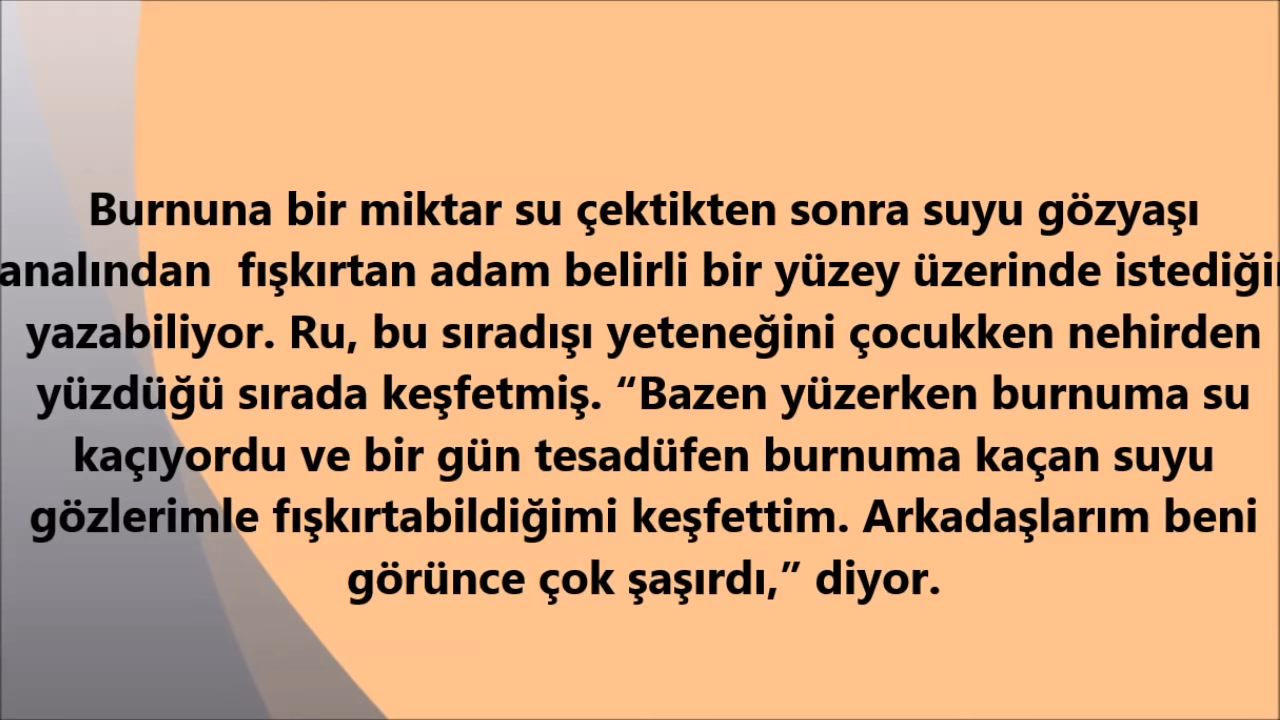 Burnuna bir miktar su çektikten sonra suyu gözyaşı
analından fışkırtan adam belirli bir yüzey üzerinde istediği
yazabiliyor. Ru, bu sıradışı yeteneğini çocukken nehirden
yüzdüğü sırada keşfetmiş. “Bazen yüzerken burnuma su
kaçıyordu ve bir gün tesadüfen burnuma kaçan suyu
gözlerimle fışkırtabildiğimi keşfettim. Arkadaşlarım beni
görünce çok şaşırdı,” diyor.